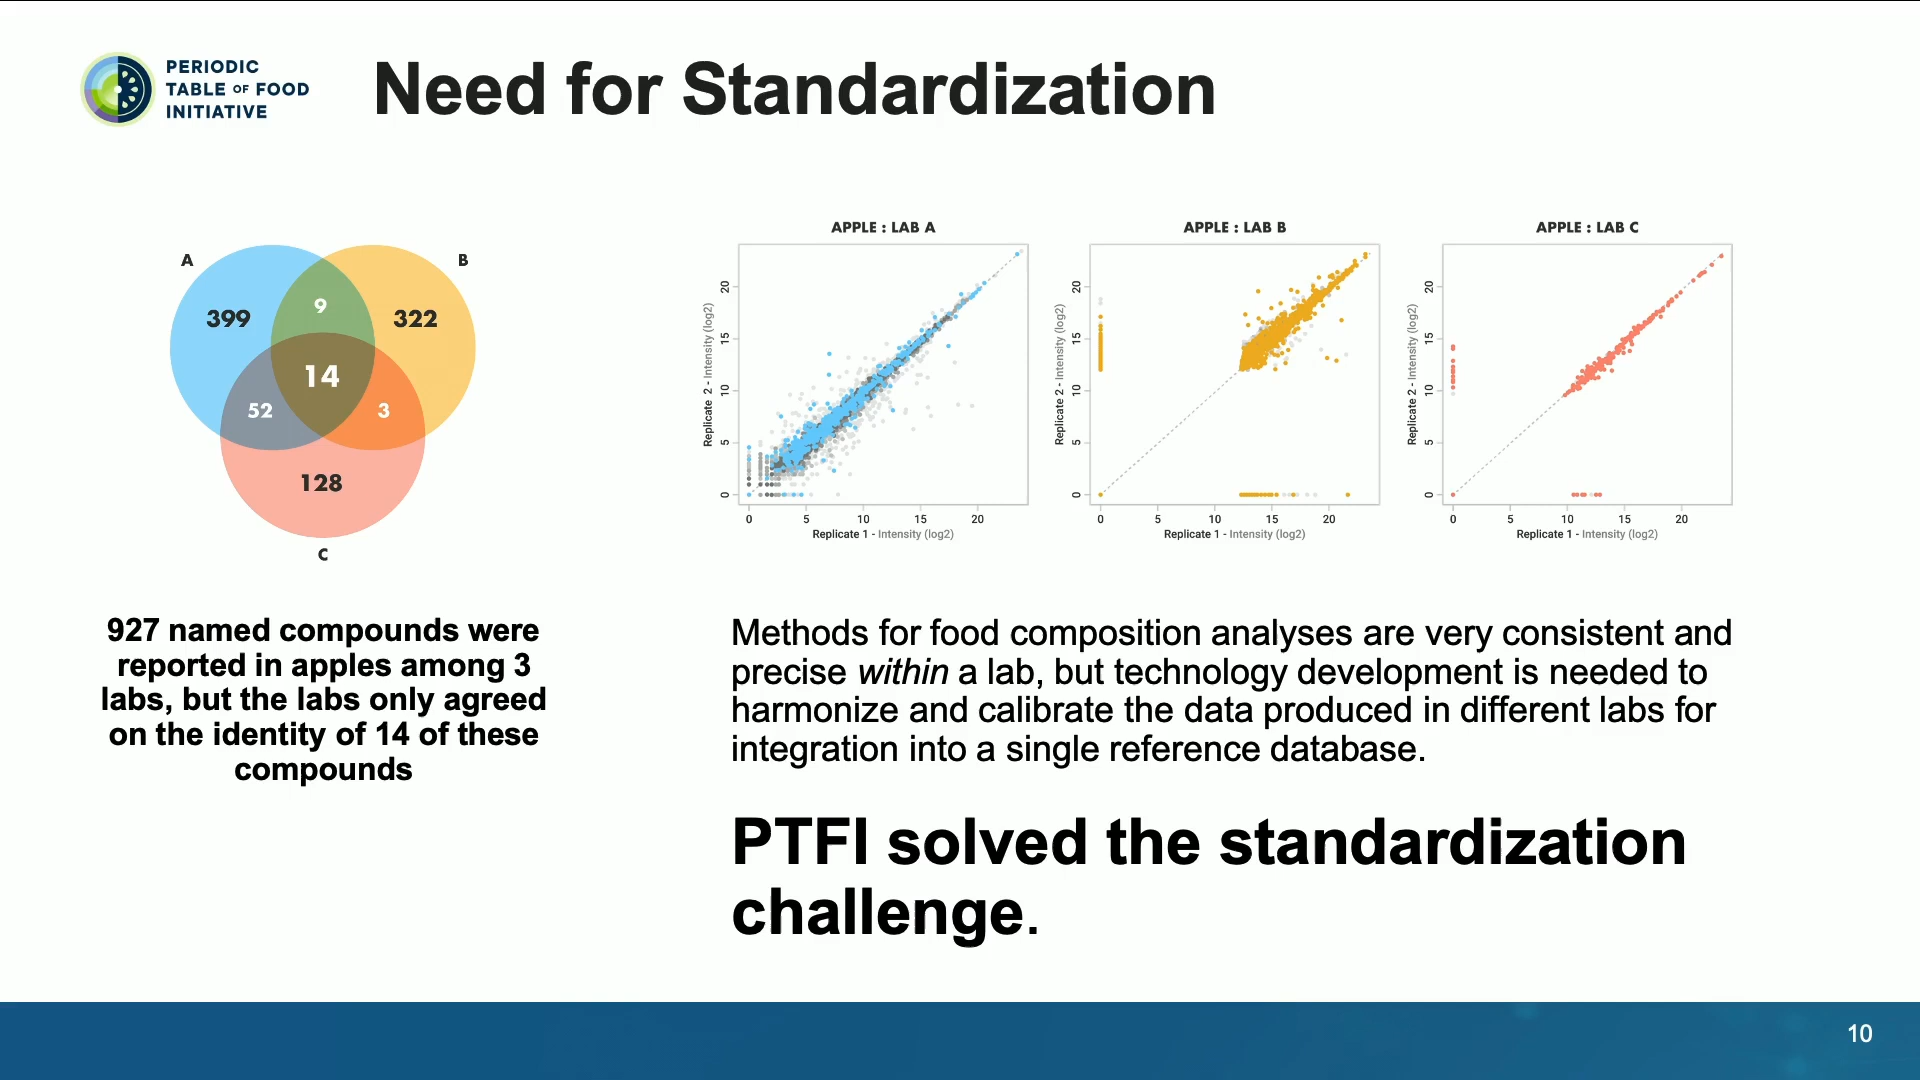 PERIODIC
TABLE OF FOOD
INITIATIVE
Need for Standardization
A
B
399
9
322
14
52
3
128
C
927 named compounds were
reported in apples among 3
labs, but the labs only agreed
on the identity of 14 of these
compounds
APPLE : LAB A
Replicate 2 - Intensity (log2)
20
15
10
5
0
0 5 10 15 20
Replicate 1 - Intensity (log2)
APPLE : LAB B
Replicate 2 - Intensity (log2)
20
15
10
5
0
0 5 10 15 20
Replicate 1 - Intensity (log2)
APPLE : LAB C
Replicate 2 - Intensity (log2)
20
15
10
5
0
0 5 10 15 20
Replicate 1 - Intensity (log2)
Methods for food composition analyses are very consistent and
precise within a lab, but technology development is needed to
harmonize and calibrate the data produced in different labs for
integration into a single reference database.
PTFI solved the standardization
challenge.
10